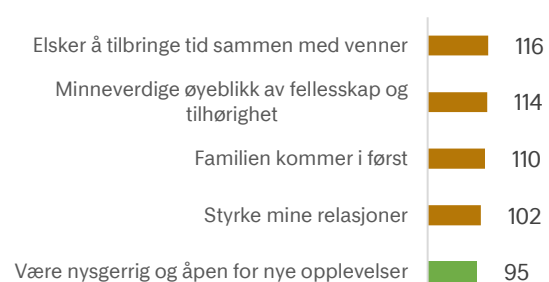 Elsker å tilbringe tid sammen med venner 116
Minneverdige øyeblikk av fellesskap og
tilhørighet 114
Familien kommer i først 110
Styrke mine relasjoner 102
Være nysgerrig og åpen for nye opplevelser 95